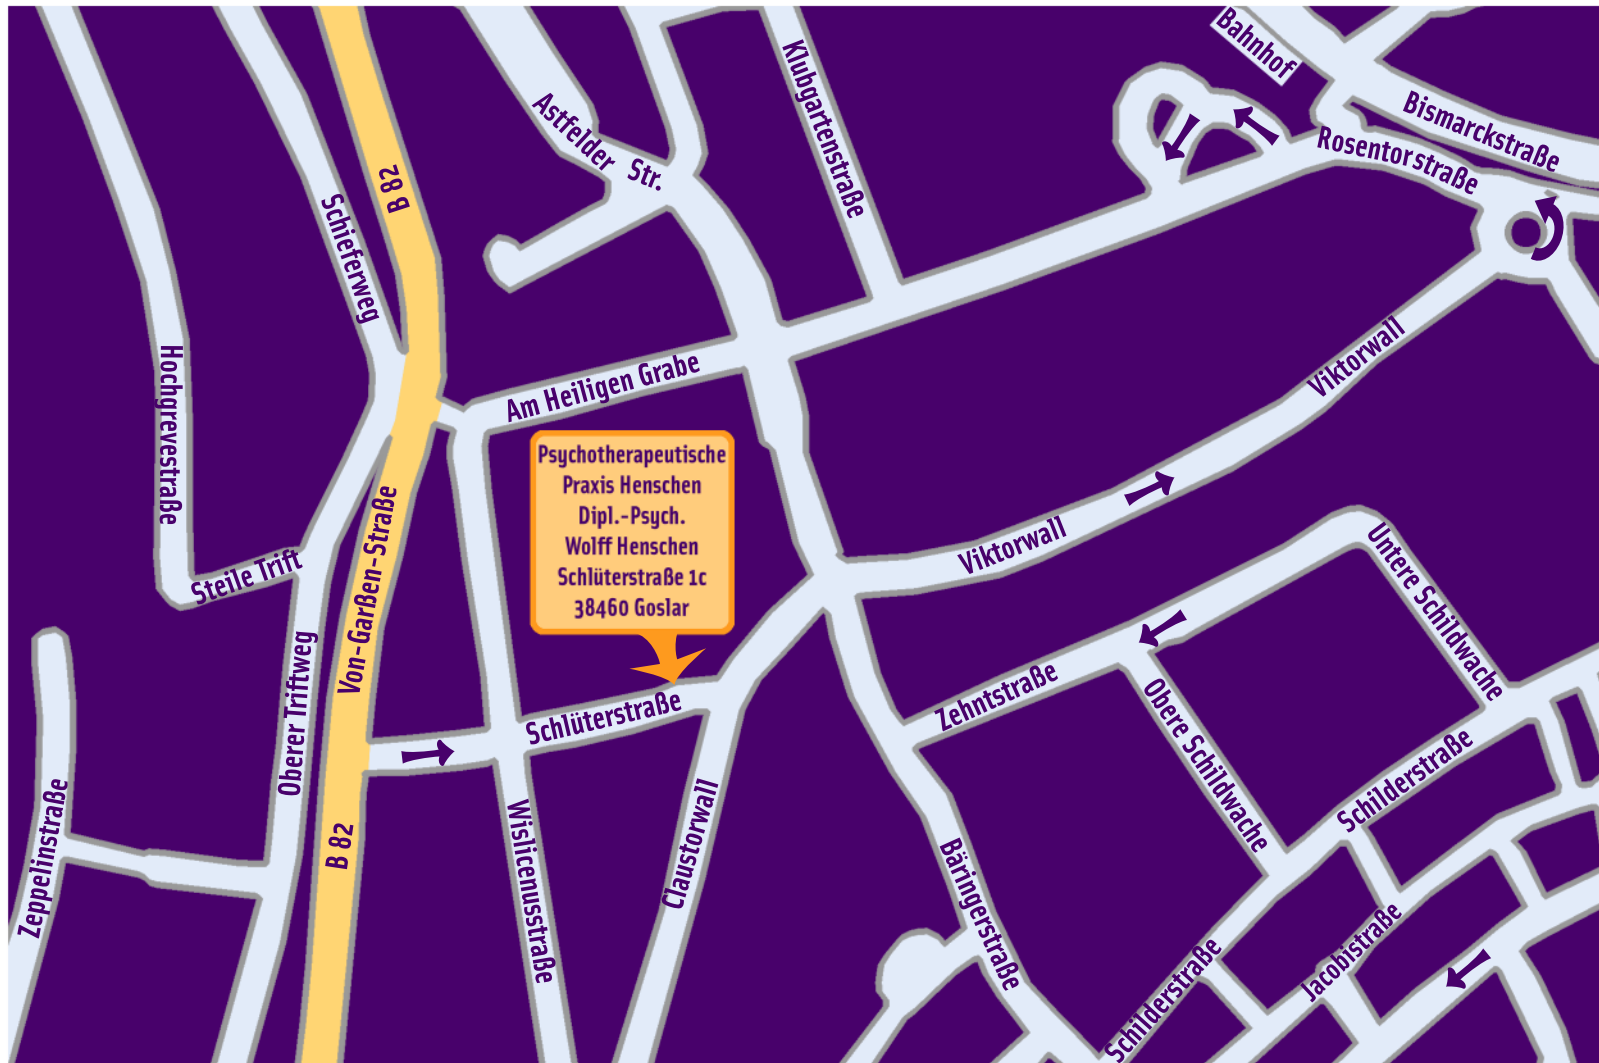 Bahnhof
Bismarckstraße
Klubgartenstraße
Astfelder Str.
Rosentorstraße
B 82
Schieferweg
Viktorwall
Hochgrevestraße
Am Heiligen Grabe
Psychotherapeutische
Praxis Henschen
Dipl.-Psych.
Wolff Henschen
Schlüterstraße 1c
38460 Goslar
Von-Garßen-Straße
Viktorwall
Untere Schildwache
Steile Trift
Oberer Triftweg
Zehntstraße
Obere Schildwache
Schlüterstraße
Schilderstraße
Zeppelinstraße
B 82
Wislicenusstraße
Claustorwall
Bäringerstraße
Jacobistraße
Schilderstraße